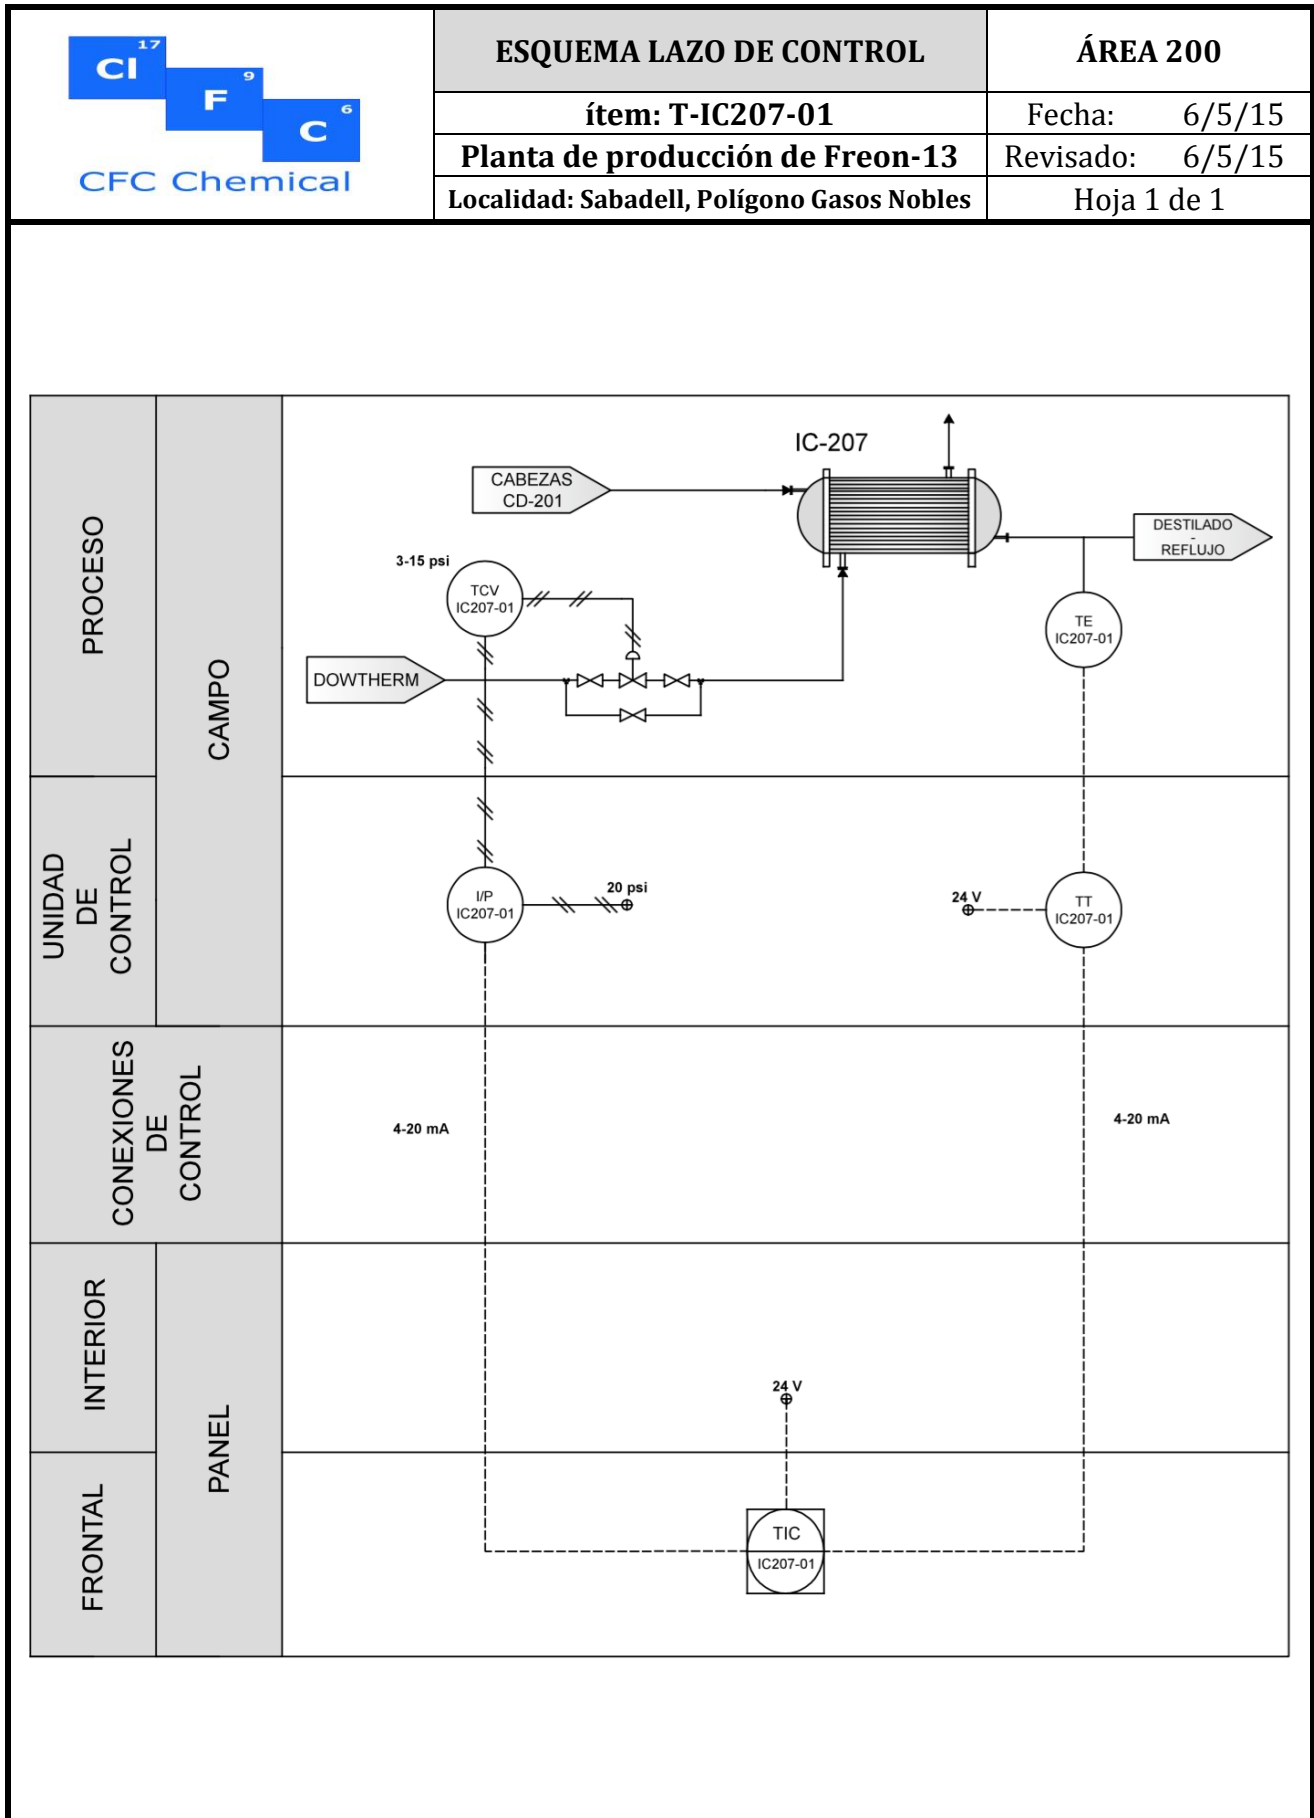 17
Cl
9
F
6
C
CFC Chemical
ESQUEMA LAZO DE CONTROL
ÁREA 200
ítem: T-IC207-01
Fecha: 6/5/15
Planta de producción de Freon-13
Revisado: 6/5/15
Localidad: Sabadell, Polígono Gasos Nobles
Hoja 1 de 1
PROCESO
CAMPO
IC-207
CABEZAS
CD-201
DESTILADO
-
REFLUJO
3-15 psi
TCV
IC207-01
TE
IC207-01
DOWTHERM
UNIDAD
DE
CONTROL
I/P
IC207-01
20 psi
24 V
TT
IC207-01
CONEXIONES
DE
CONTROL
4-20 mA
4-20 mA
INTERIOR
PANEL
24 V
FRONTAL
TIC
IC207-01